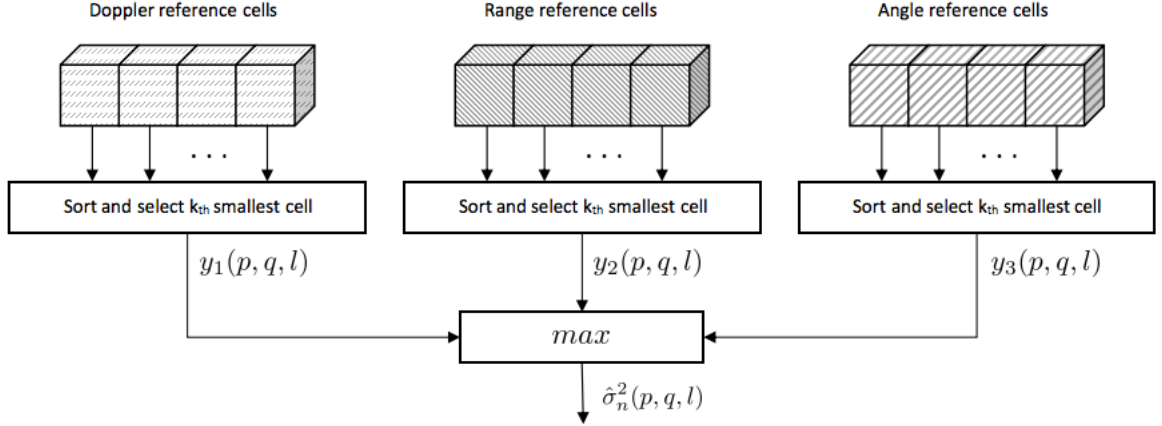 Doppler reference cells
Range reference cells
Angle reference cells
. . .
. . .
. . .
Sort and select kₜₕ smallest cell
Sort and select kₜₕ smallest cell
Sort and select kₜₕ smallest cell
y₁(p, q, l)
y₂(p, q, l)
y₃(p, q, l)
max
σ̂²ₙ(p, q, l)